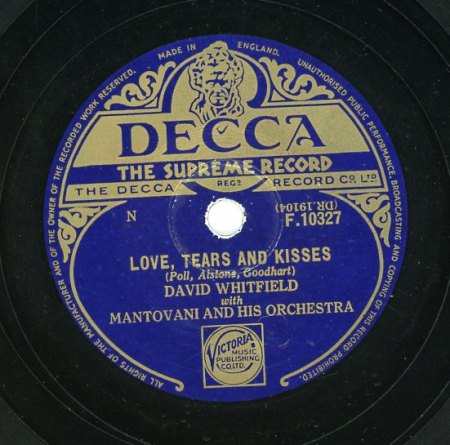 MADE IN ENGLAND.
ALL RIGHTS OF THE MANUFACTURER AND OF THE OWNER OF THE RECORDED WORK RESERVED.
UNAUTHORISED PUBLIC PERFORMANCE, BROADCASTING AND COPYING OF THIS RECORD PROHIBITED.
DECCA
THE SUPREME RECORD
THE DECCA REGD RECORD CO. LTD
N
(DR 19104)
F.10327
LOVE, TEARS AND KISSES
(Poll, Alstone, Goodhart)
DAVID WHITFIELD
with
MANTOVANI AND HIS ORCHESTRA
VICTORIA
MUSIC
PUBLISHING
CO, LTD.